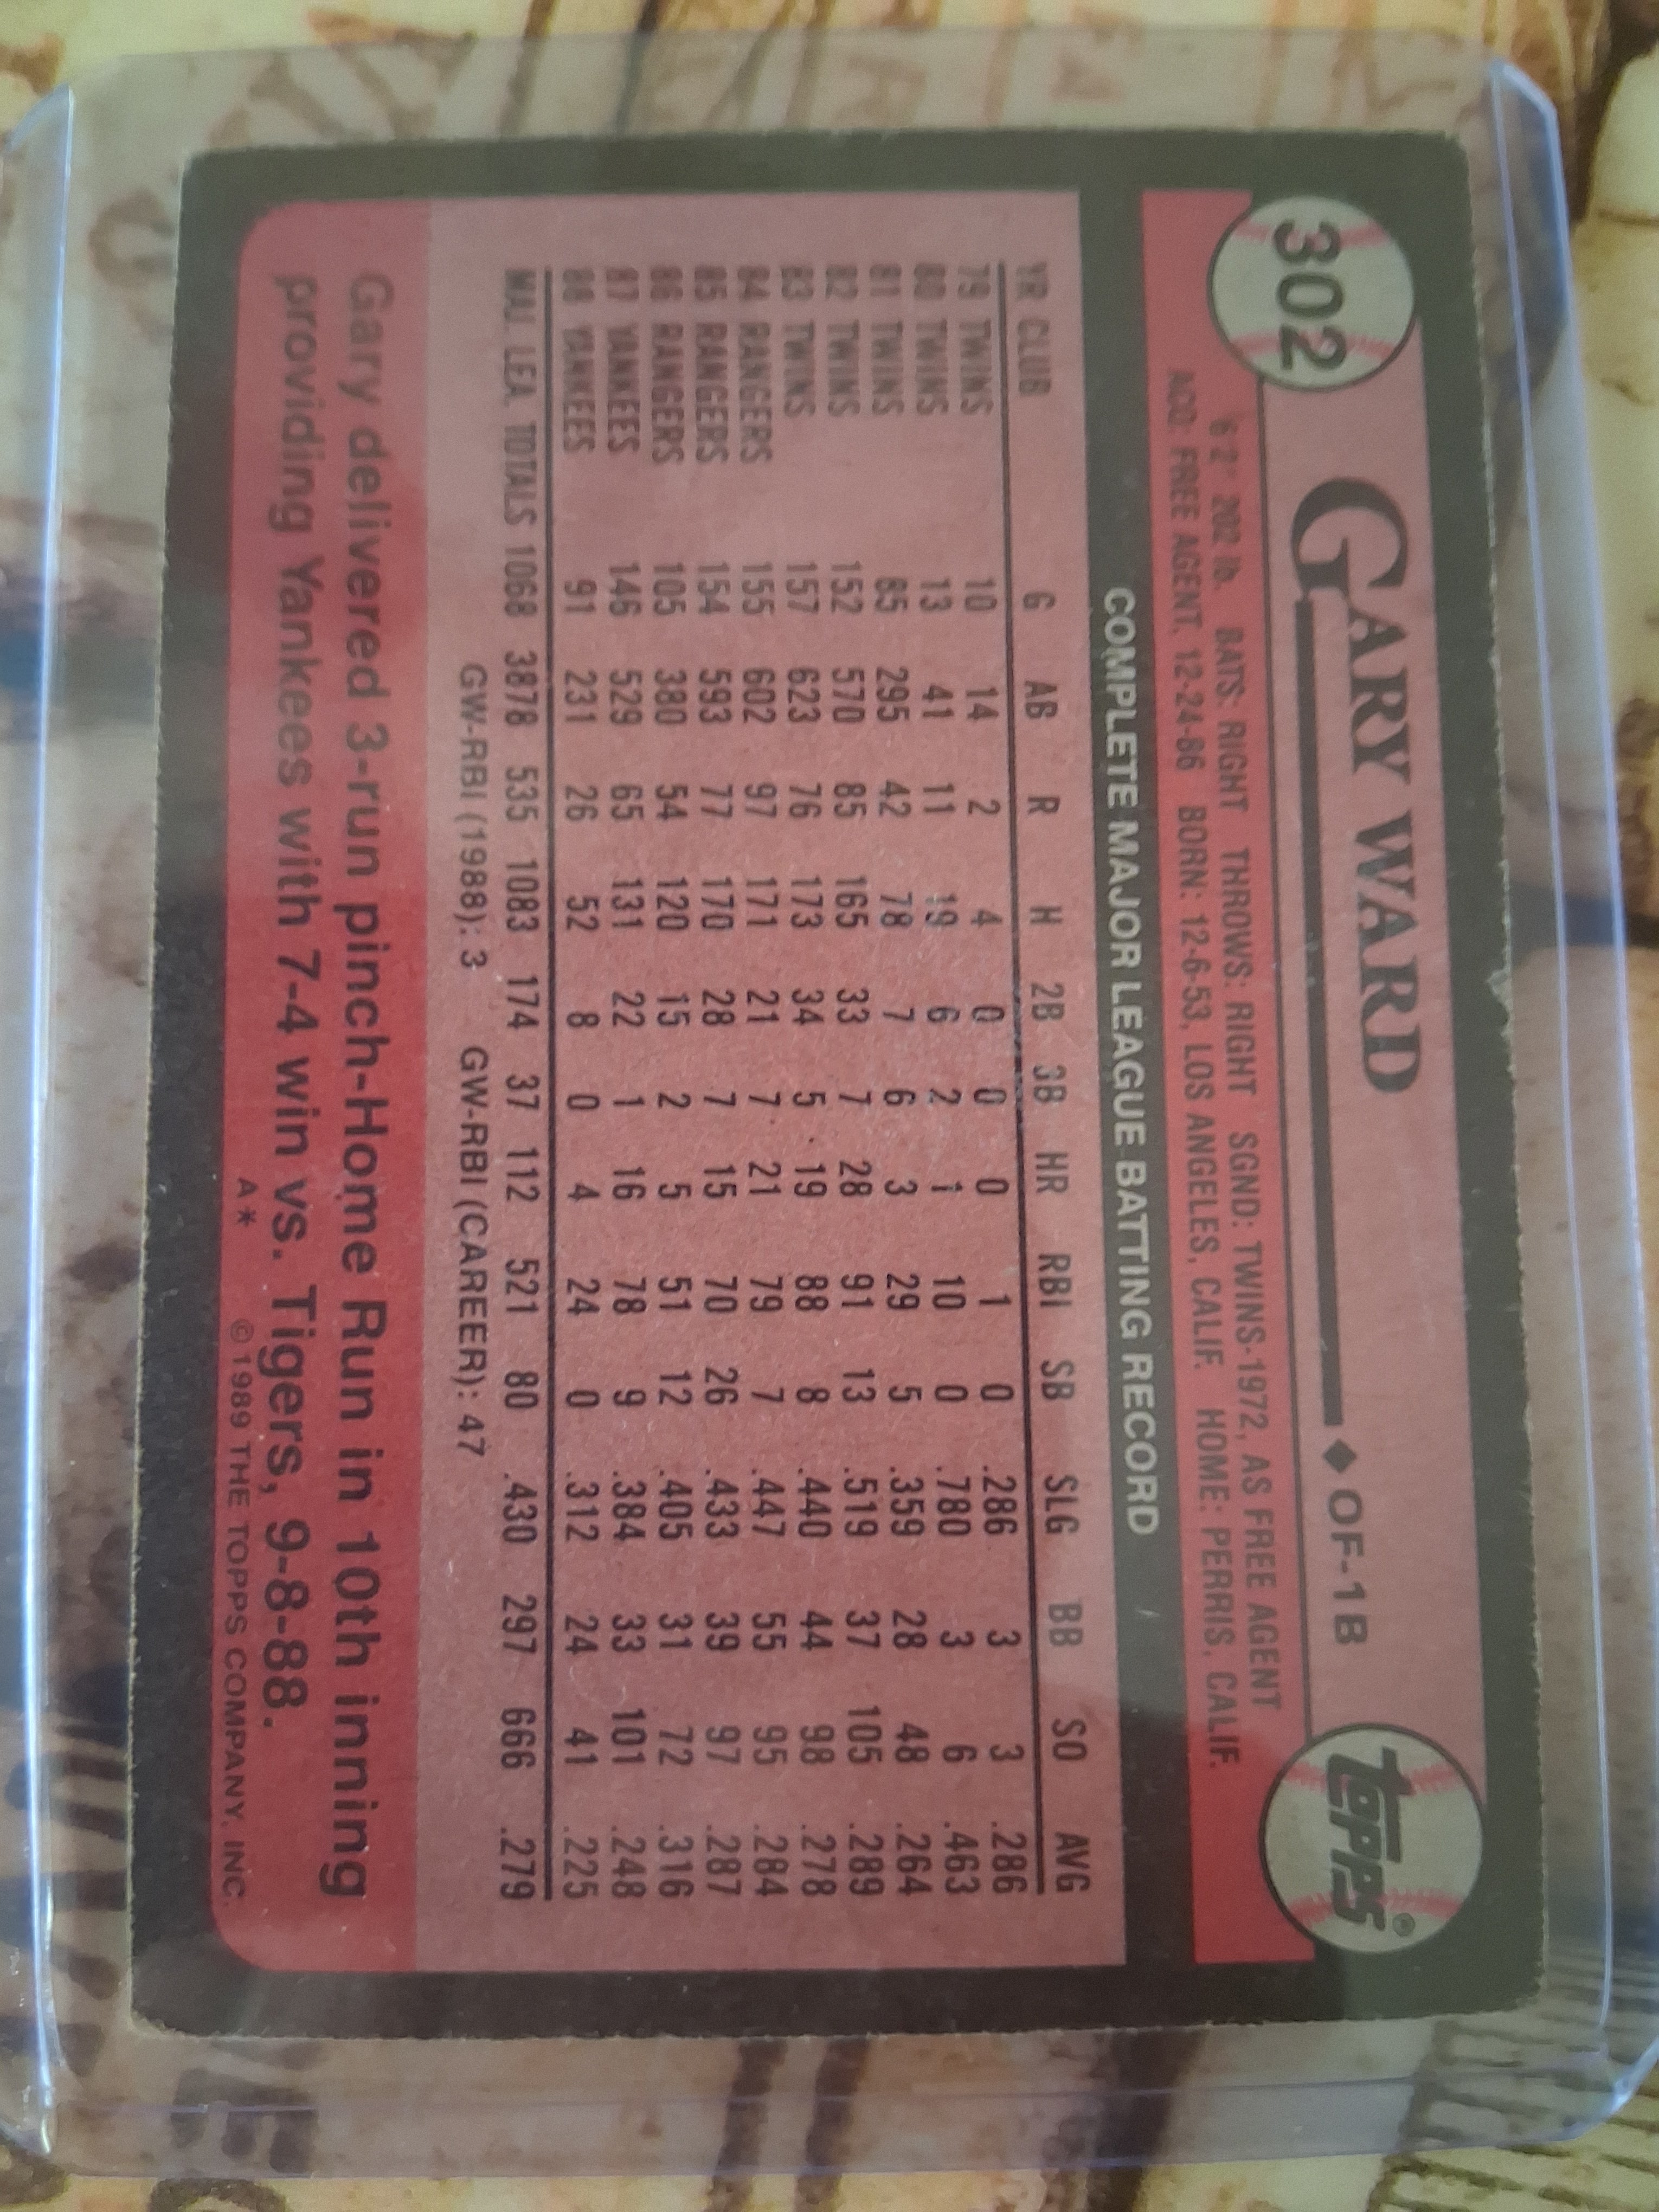 302 GARY WARD ◆ OF-1B
topps®
6'2" 202 lb. BATS: RIGHT THROWS: RIGHT SGND: TWINS-1972, AS FREE AGENT
ACQ: FREE AGENT, 12-24-86 BORN: 12-6-53, LOS ANGELES, CALIF. HOME: PERRIS, CALIF.
COMPLETE MAJOR LEAGUE BATTING RECORD
YR CLUB G AB R H 2B 3B HR RBI SB SLG BB SO AVG
79 TWINS 10 14 2 4 0 0 0 1 0 .286 3 3 .286
80 TWINS 13 41 11 19 6 2 1 10 0 .780 3 6 .463
81 TWINS 85 295 42 78 7 6 3 29 5 .359 28 48 .264
82 TWINS 152 570 85 165 33 7 28 91 13 .519 37 105 .289
83 TWINS 157 623 76 173 34 5 19 88 8 .440 44 98 .278
84 RANGERS 155 602 97 171 21 7 21 79 7 .447 55 95 .284
85 RANGERS 154 593 77 170 28 7 15 70 26 .433 39 97 .287
86 RANGERS 105 380 54 120 15 2 5 51 12 .405 31 72 .316
87 YANKEES 146 529 65 131 22 1 16 78 9 .384 33 101 .248
88 YANKEES 91 231 26 52 8 0 4 24 0 .312 24 41 .225
MAJ. LEA. TOTALS 1068 3878 535 1083 174 37 112 521 80 .430 297 666 .279
GW-RBI (1988): 3 GW-RBI (CAREER): 47
Gary delivered 3-run pinch-Home Run in 10th inning
providing Yankees with 7-4 win vs. Tigers, 9-8-88.
A* ©1989 THE TOPPS COMPANY, INC.